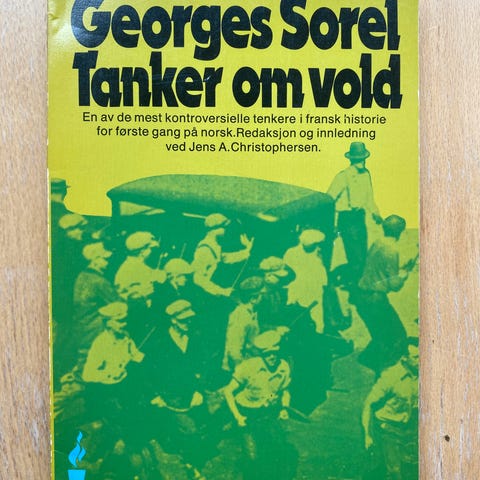 Georges Sorel
Tanker om vold
En av de mest kontroversielle tenkere i fransk historie
for første gang på norsk.Redaksjon og innledning
ved Jens A.Christophersen.